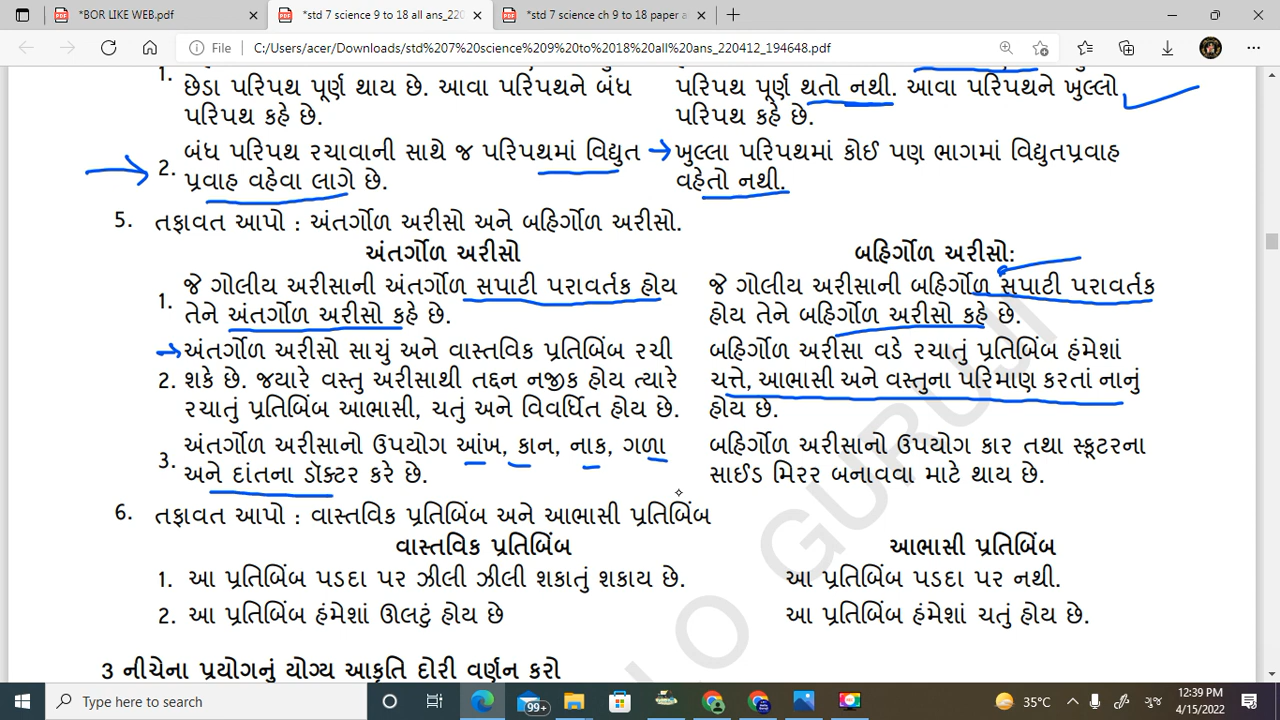 *BOR LIKE WEB.pdf
*std 7 science 9 to 18 all ans_220
*std 7 science ch 9 to 18 paper a
File C:/Users/acer/Downloads/std%207%20science%209%20to%2018%20all%20ans_220412_194648.pdf
1. છેડા પરિપથ પૂર્ણ થાય છે. આવા પરિપથને બંધ પરિપથ પૂર્ણ થતો નથી. આવા પરિપથને ખુલ્લો
પરિપથ કહે છે. પરિપથ કહે છે.
2. બંધ પરિપથ રચાવાની સાથે જ પરિપથમાં વિદ્યુત ખુલ્લા પરિપથમાં કોઈ પણ ભાગમાં વિદ્યુતપ્રવાહ
પ્રવાહ વહેવા લાગે છે. વહેતો નથી.
5. તફાવત આપો : અંતર્ગોળ અરીસો અને બહિર્ગોળ અરીસો.
અંતર્ગોળ અરીસો બહિર્ગોળ અરીસો:
1. જે ગોલીય અરીસાની અંતર્ગોળ સપાટી પરાવર્તક હોય જે ગોલીય અરીસાની બહિર્ગોળ સપાટી પરાવર્તક
તેને અંતર્ગોળ અરીસો કહે છે. હોય તેને બહિર્ગોળ અરીસો કહે છે.
અંતર્ગોળ અરીસો સાચું અને વાસ્તવિક પ્રતિબિંબ રચી બહિર્ગોળ અરીસા વડે રચાતું પ્રતિબિંબ હંમેશાં
2. શકે છે. જયારે વસ્તુ અરીસાથી તદ્દન નજીક હોય ત્યારે ચત્તે, આભાસી અને વસ્તુના પરિમાણ કરતાં નાનું
રચાતું પ્રતિબિંબ આભાસી, ચતું અને વિવર્ધિત હોય છે. હોય છે.
3. અંતર્ગોળ અરીસાનો ઉપયોગ આંખ, કાન, નાક, ગળા બહિર્ગોળ અરીસાનો ઉપયોગ કાર તથા સ્કૂટરના
અને દાંતના ડૉક્ટર કરે છે. સાઈડ મિરર બનાવવા માટે થાય છે.
6. તફાવત આપો : વાસ્તવિક પ્રતિબિંબ અને આભાસી પ્રતિબિંબ
વાસ્તવિક પ્રતિબિંબ આભાસી પ્રતિબિંબ
1. આ પ્રતિબિંબ પડદા પર ઝીલી ઝીલી શકાતું શકાય છે. આ પ્રતિબિંબ પડદા પર નથી.
2. આ પ્રતિબિંબ હંમેશાં ઊલટું હોય છે આ પ્રતિબિંબ હંમેશાં ચતું હોય છે.
3 નીચેના પ્રયોગનું યોગ્ય આકૃતિ દોરી વર્ણન કરો
LO GURUJI
Type here to search
99+
35°C
12:39 PM
4/15/2022